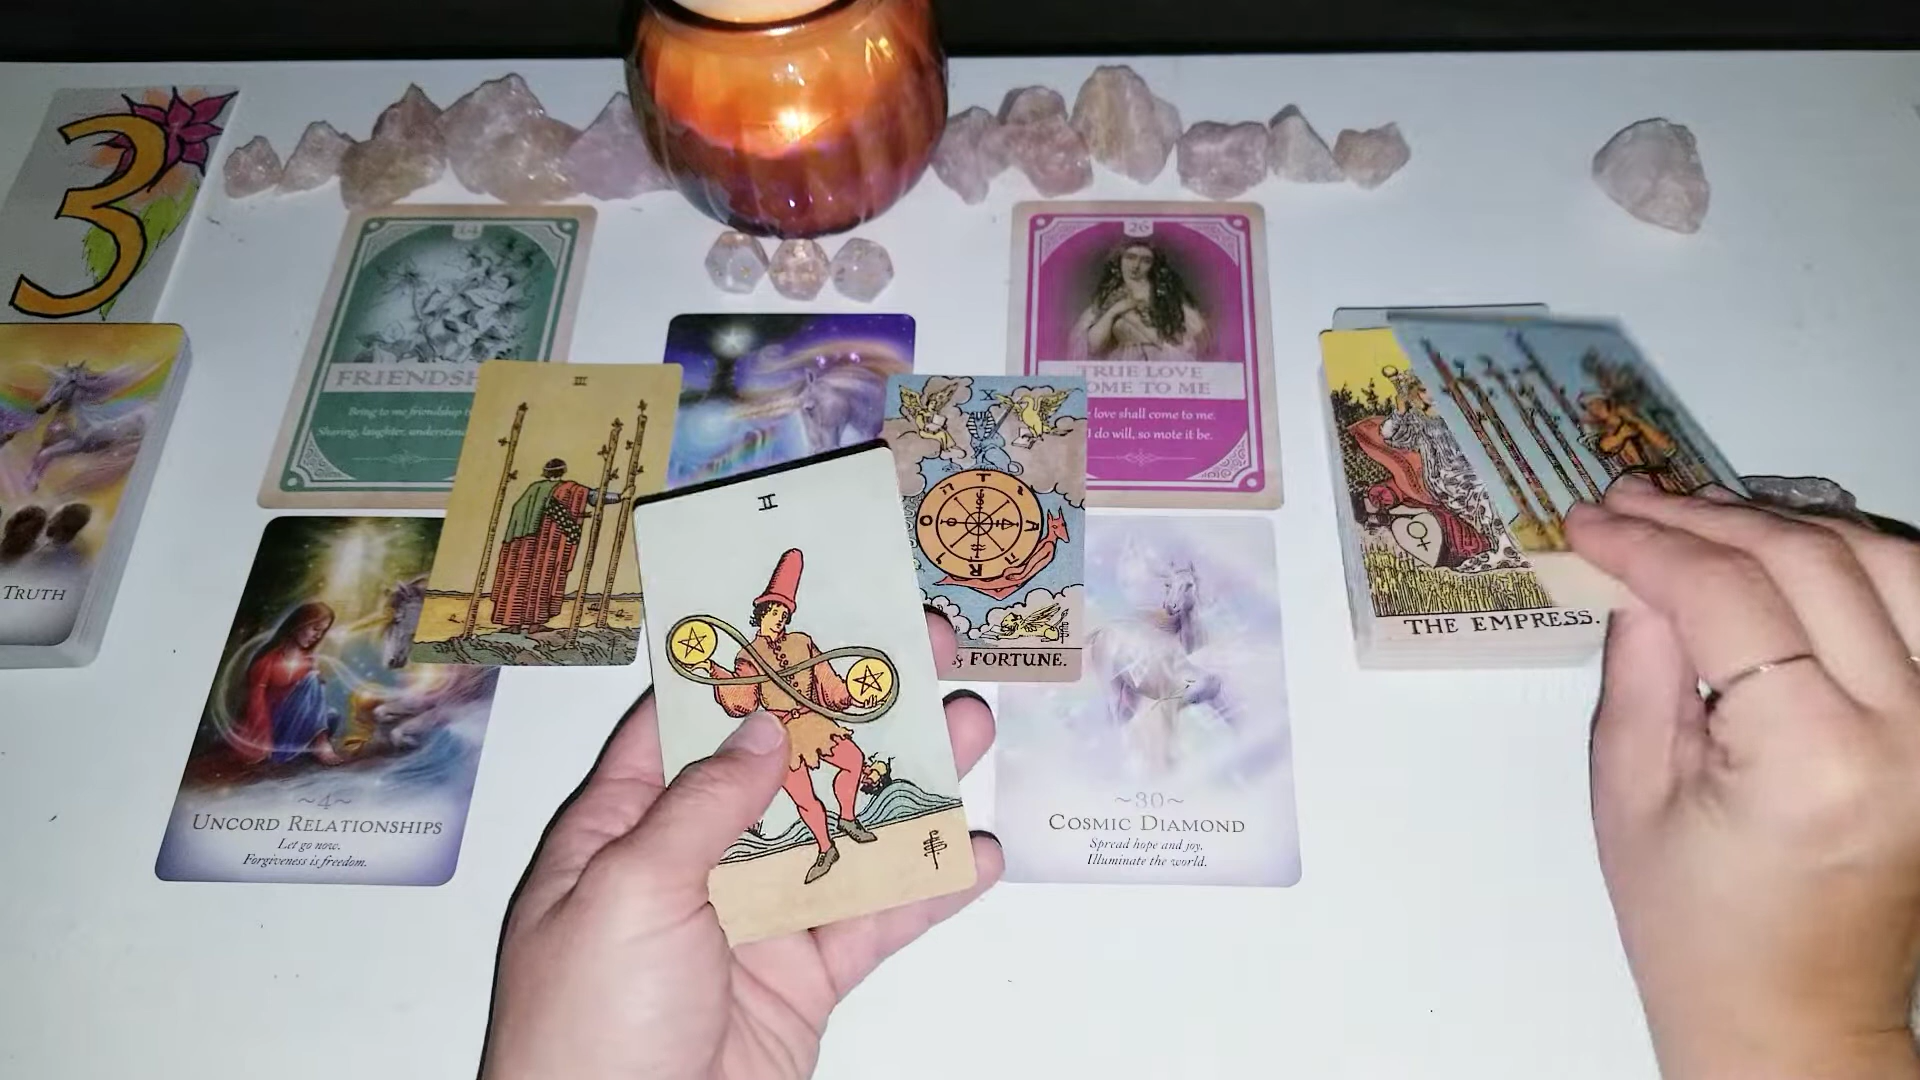 3
44
FRIENDSH
Bring to me friendship t
Sharing, laughter, understan
26
TRUE LOVE
OME TO ME
love shall come to me.
I do will, so mote it be.
III
X
II
T
A
R
O
FORTUNE.
THE EMPRESS.
TRUTH
~4~
UNCORD RELATIONSHIPS
Let go now.
Forgiveness is freedom.
~30~
COSMIC DIAMOND
Spread hope and joy.
Illuminate the world.